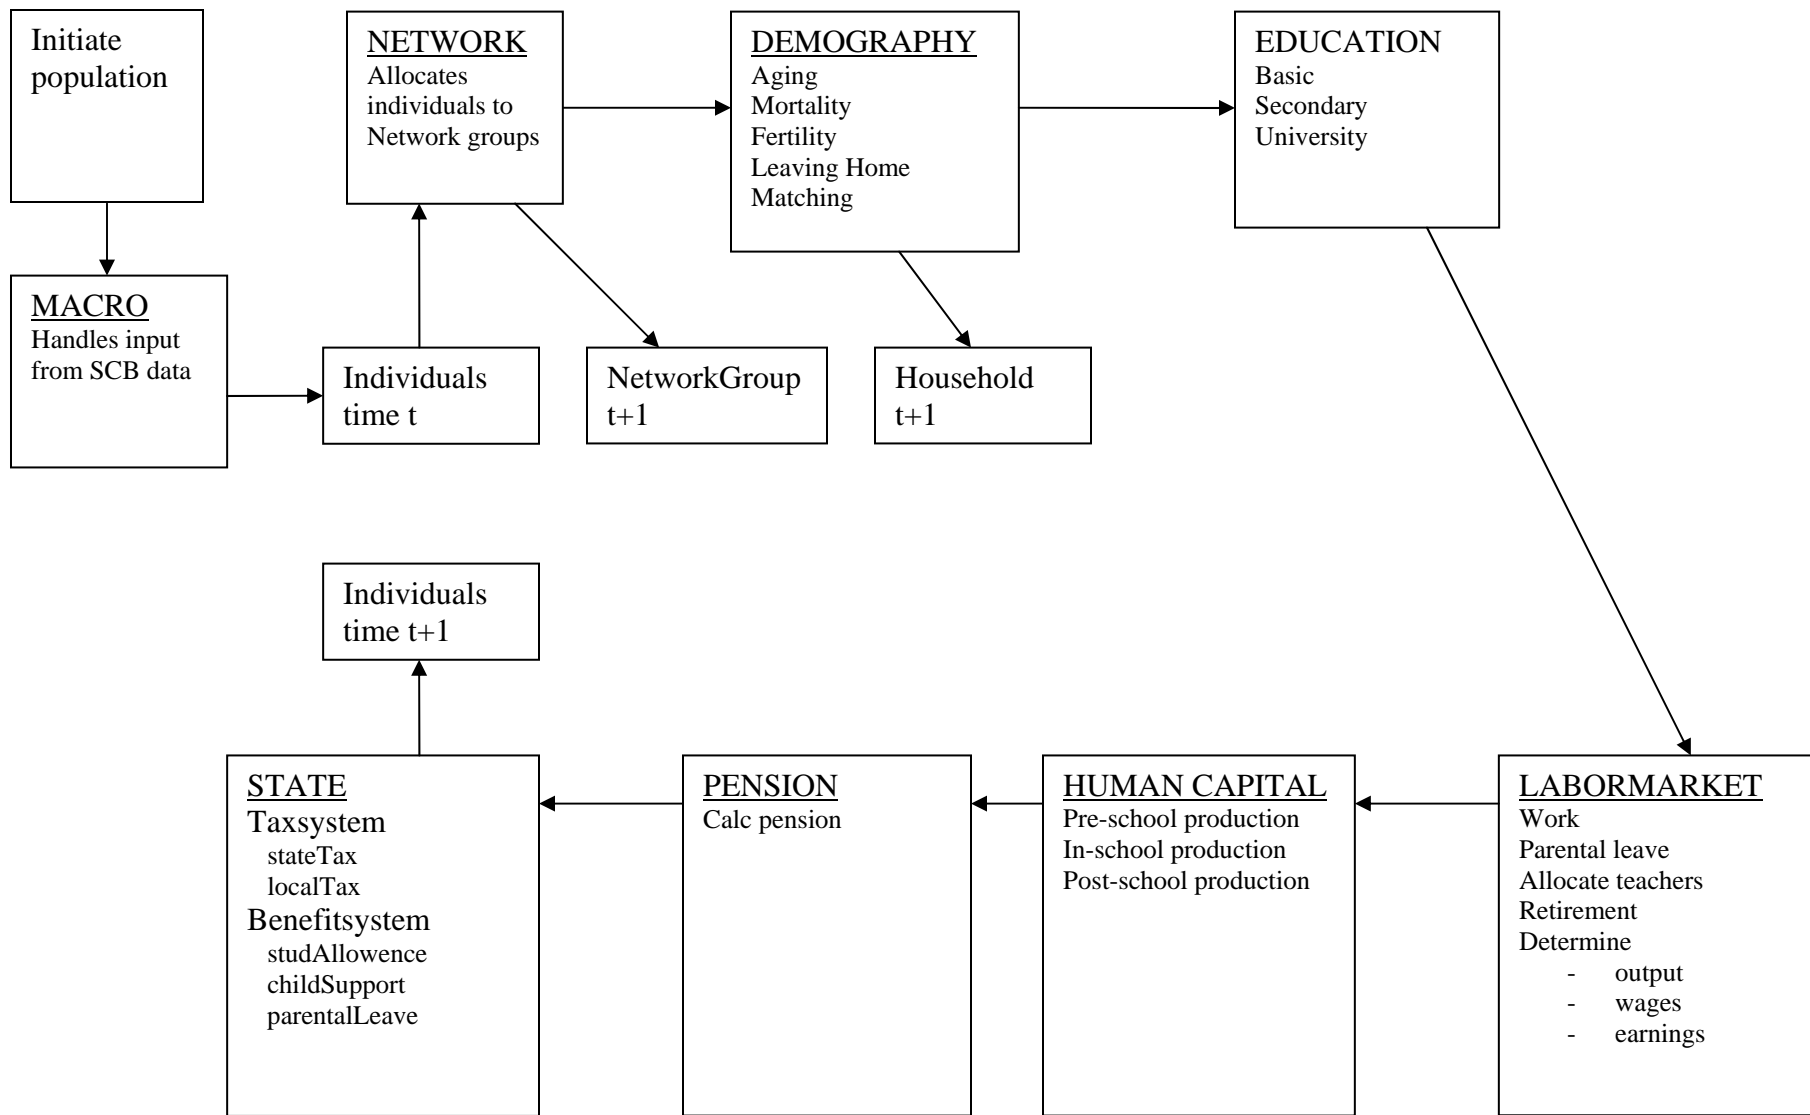 Initiate
population
NETWORK
Allocates
individuals to
Network groups
DEMOGRAPHY
Aging
Mortality
Fertility
Leaving Home
Matching
EDUCATION
Basic
Secondary
University
MACRO
Handles input
from SCB data
Individuals
time t
NetworkGroup
t+1
Household
t+1
Individuals
time t+1
STATE
Taxsystem
stateTax
localTax
Benefitsystem
studAllowence
childSupport
parentalLeave
PENSION
Calc pension
HUMAN CAPITAL
Pre-school production
In-school production
Post-school production
LABORMARKET
Work
Parental leave
Allocate teachers
Retirement
Determine
- output
- wages
- earnings